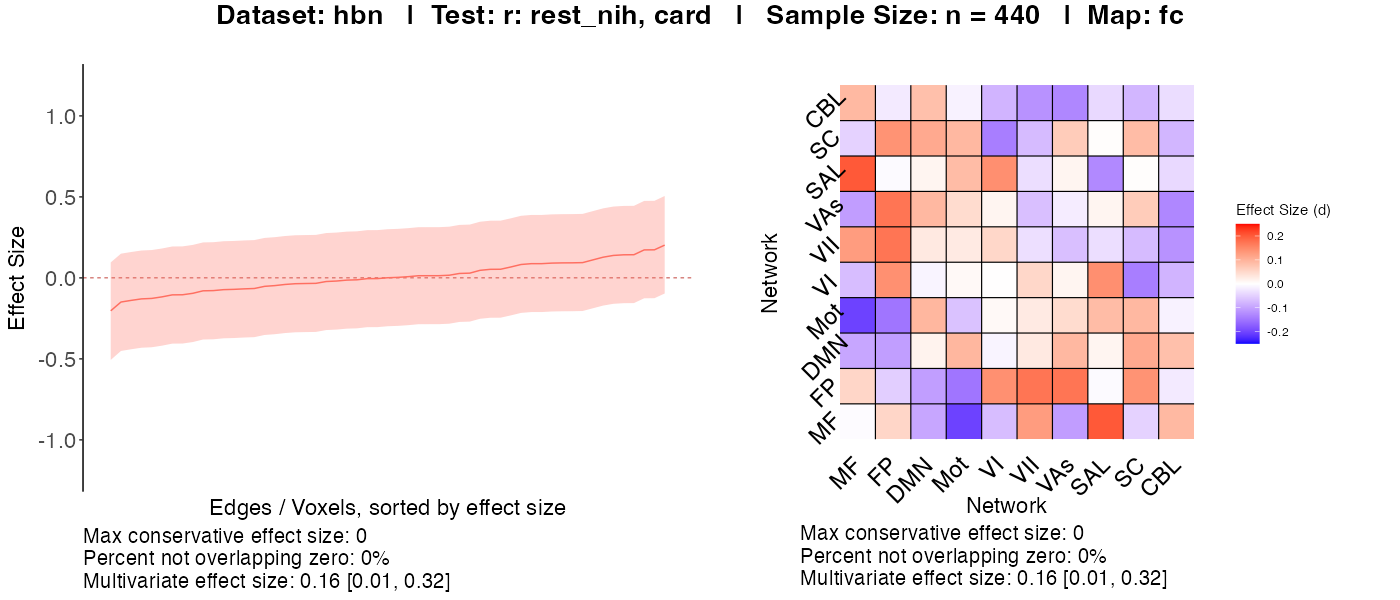 Dataset: hbn | Test: r: rest_nih, card | Sample Size: n = 440 | Map: fc
Effect Size
1.0
0.5
0.0
-0.5
-1.0
Edges / Voxels, sorted by effect size
Max conservative effect size: 0
Percent not overlapping zero: 0%
Multivariate effect size: 0.16 [0.01, 0.32]
Network
CBL
SC
SAL
VAs
VII
VI
Mot
DMN
FP
MF
MF FP DMN Mot VI VII VAs SAL SC CBL
Network
Max conservative effect size: 0
Percent not overlapping zero: 0%
Multivariate effect size: 0.16 [0.01, 0.32]
Effect Size (d)
0.2
0.1
0.0
-0.1
-0.2